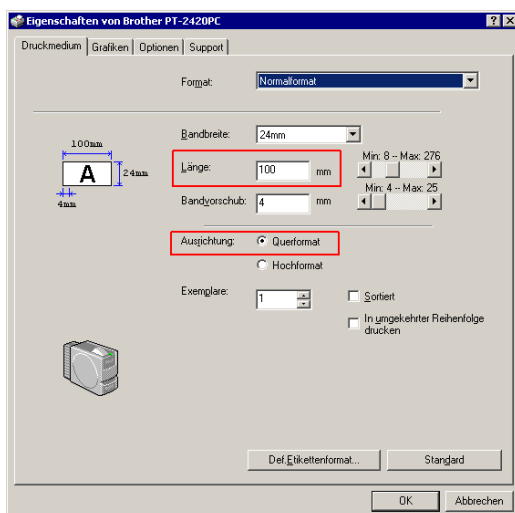 Eigenschaften von Brother PT-2420PC
Druckmedium Grafiken Optionen Support
Format: Normalformat
Bandbreite: 24mm
100mm
A
24mm
4mm
Länge: 100 mm
Min: 8 -- Max: 276
Bandvorschub: 4 mm
Min: 4 -- Max: 25
Ausrichtung: Querformat
Hochformat
Exemplare: 1
Sortiert
In umgekehrter Reihenfolge
drucken
Def.Etikettenformat... Standard
OK Abbrechen